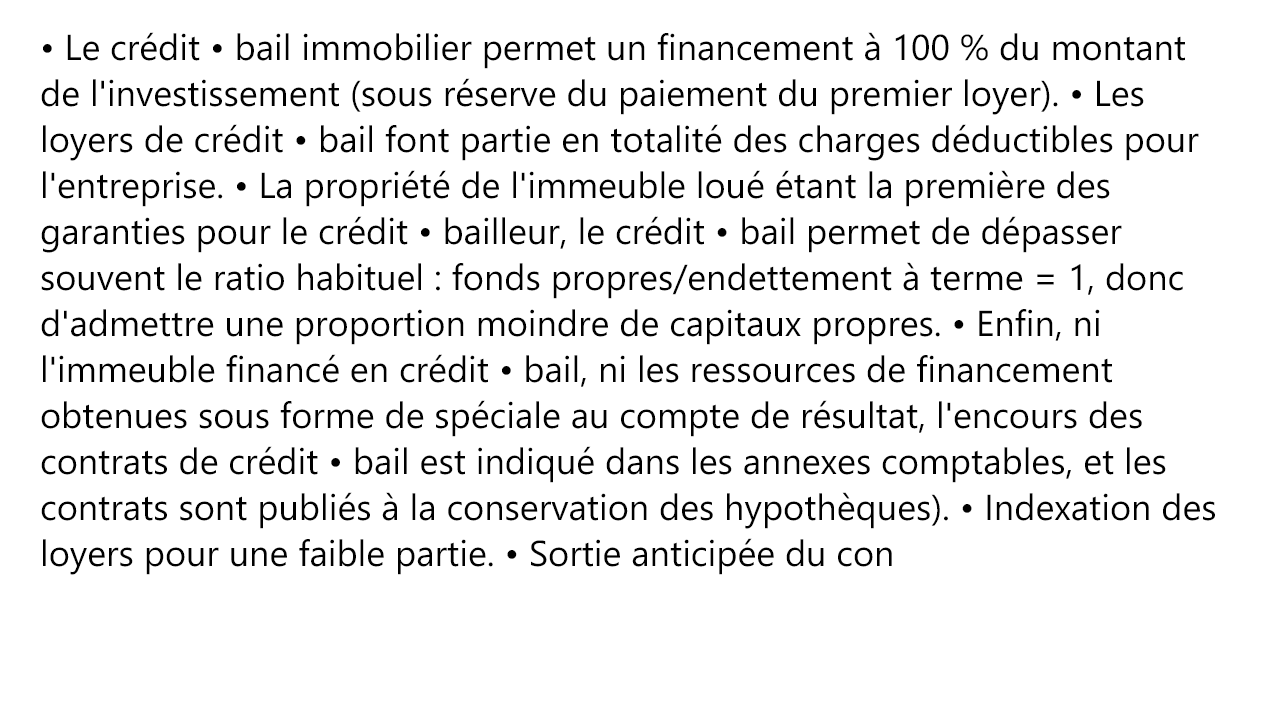 • Le crédit • bail immobilier permet un financement à 100 % du montant
de l'investissement (sous réserve du paiement du premier loyer). • Les
loyers de crédit • bail font partie en totalité des charges déductibles pour
l'entreprise. • La propriété de l'immeuble loué étant la première des
garanties pour le crédit • bailleur, le crédit • bail permet de dépasser
souvent le ratio habituel : fonds propres/endettement à terme = 1, donc
d'admettre une proportion moindre de capitaux propres. • Enfin, ni
l'immeuble financé en crédit • bail, ni les ressources de financement
obtenues sous forme de spéciale au compte de résultat, l'encours des
contrats de crédit • bail est indiqué dans les annexes comptables, et les
contrats sont publiés à la conservation des hypothèques). • Indexation des
loyers pour une faible partie. • Sortie anticipée du con